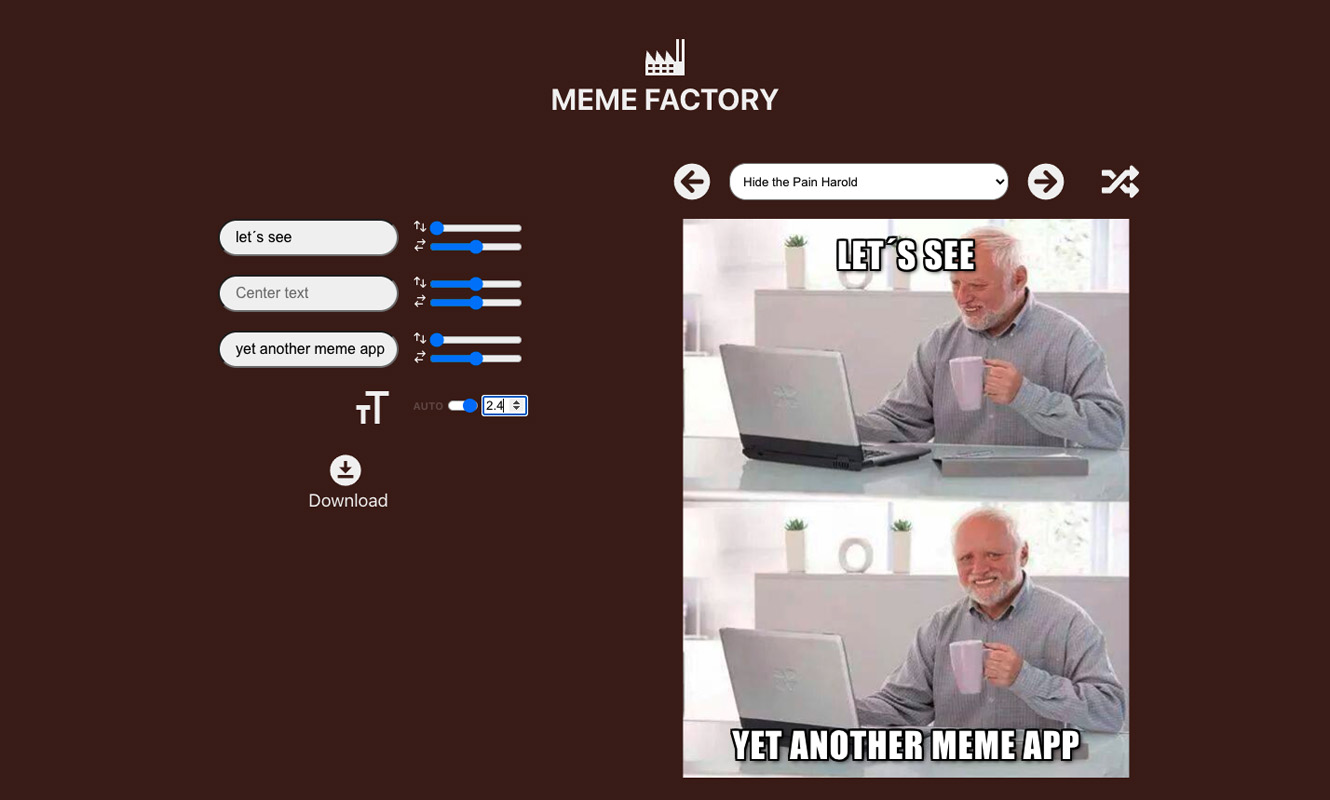 MEME FACTORY
Hide the Pain Harold
let´s see
Center text
yet another meme app
AUTO 2.4
Download
LET´S SEE
YET ANOTHER MEME APP